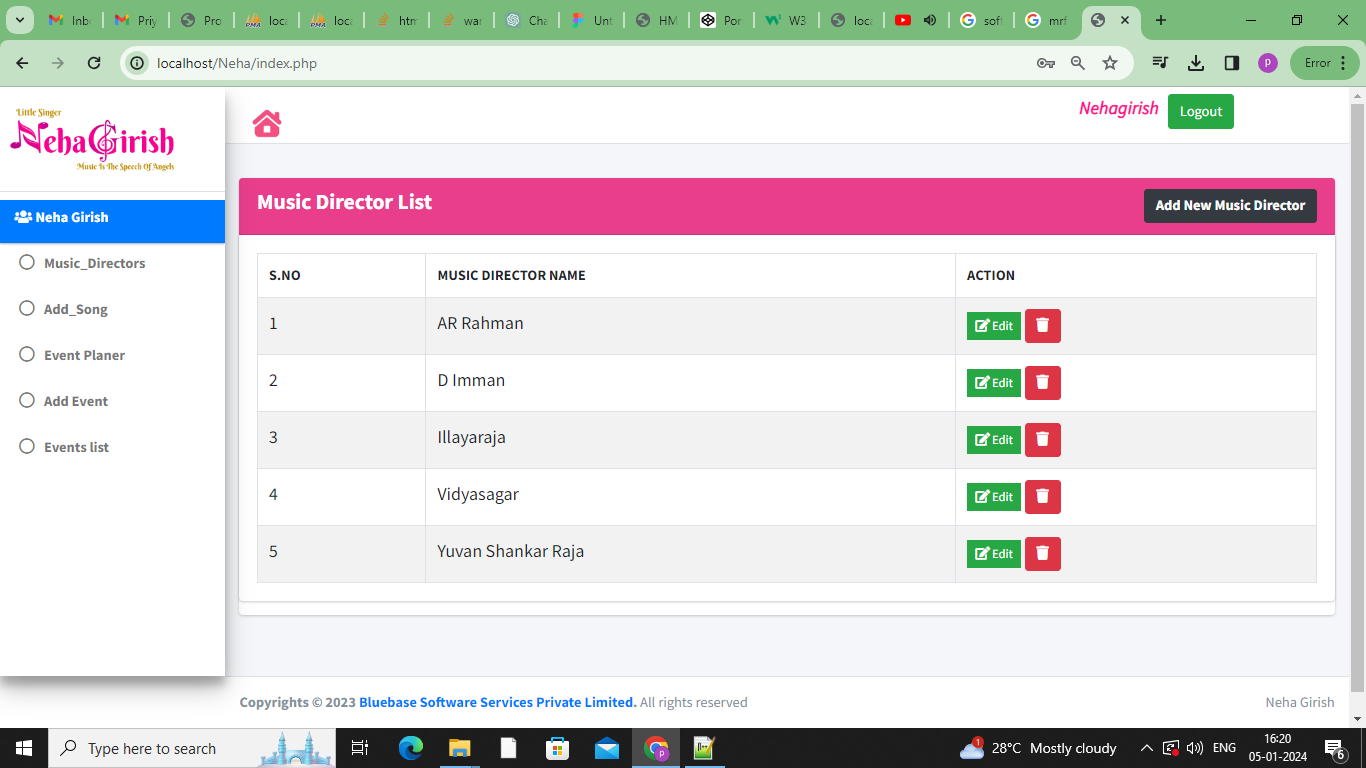 Inbo
Priy
Pro
loca
loca
htm
war
Cha
Unt
HM
Por
W3
loca
soft
mrf
localhost/Neha/index.php
Error
Little Singer
NehaGirish
Music Is The Speech Of Angels
Nehagirish
Logout
Neha Girish
Music_Directors
Add_Song
Event Planer
Add Event
Events list
Music Director List
Add New Music Director
S.NO MUSIC DIRECTOR NAME ACTION
1 AR Rahman Edit
2 D Imman Edit
3 Illayaraja Edit
4 Vidyasagar Edit
5 Yuvan Shankar Raja Edit
Copyrights © 2023 Bluebase Software Services Private Limited. All rights reserved
Neha Girish
Type here to search
1
28°C Mostly cloudy
ENG
16:20
05-01-2024
6